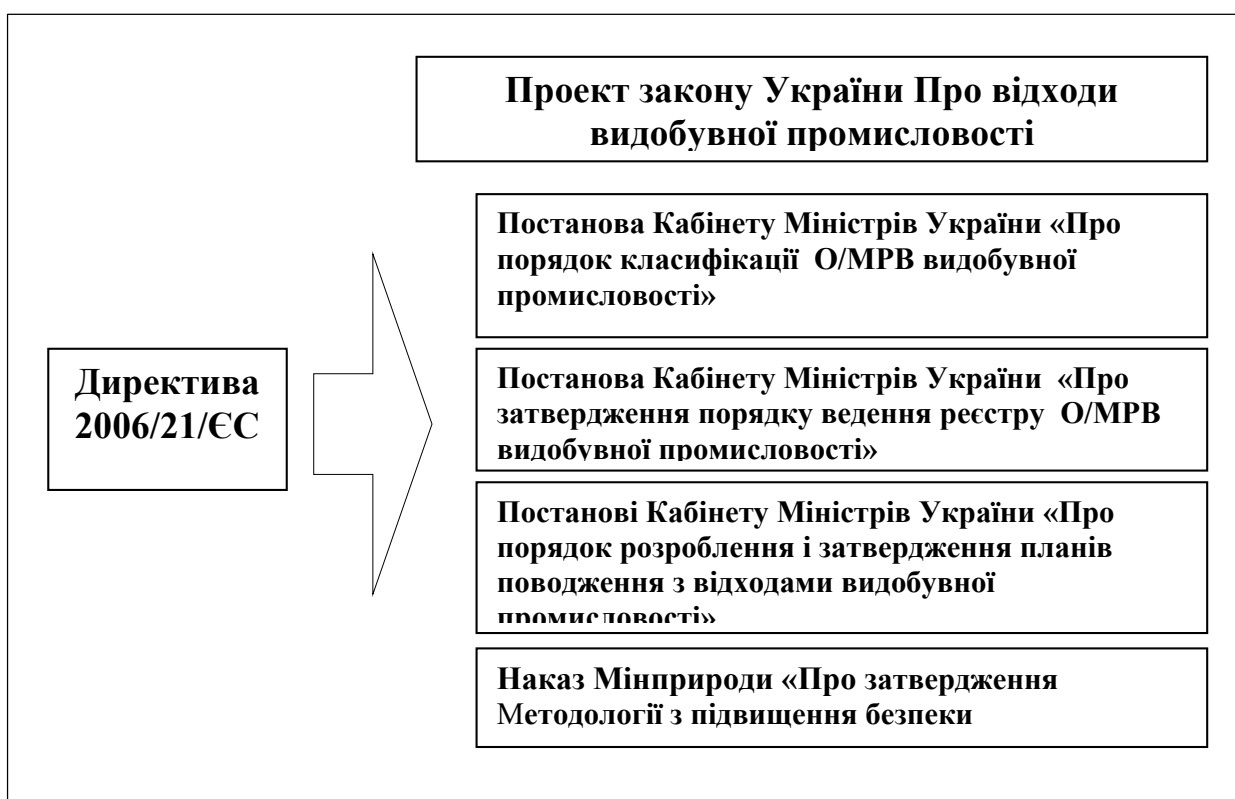 Проект закону України Про відходи
видобувної промисловості
Постанова Кабінету Міністрів України «Про
порядок класифікації О/МРВ видобувної
промисловості»
Директива
2006/21/ЄС
Постанова Кабінету Міністрів України «Про
затвердження порядку ведення реєстру О/МРВ
видобувної промисловості»
Постанові Кабінету Міністрів України «Про
порядок розроблення і затвердження планів
поводження з відходами видобувної
промисловості»
Наказ Мінприроди «Про затвердження
Методології з підвищення безпеки